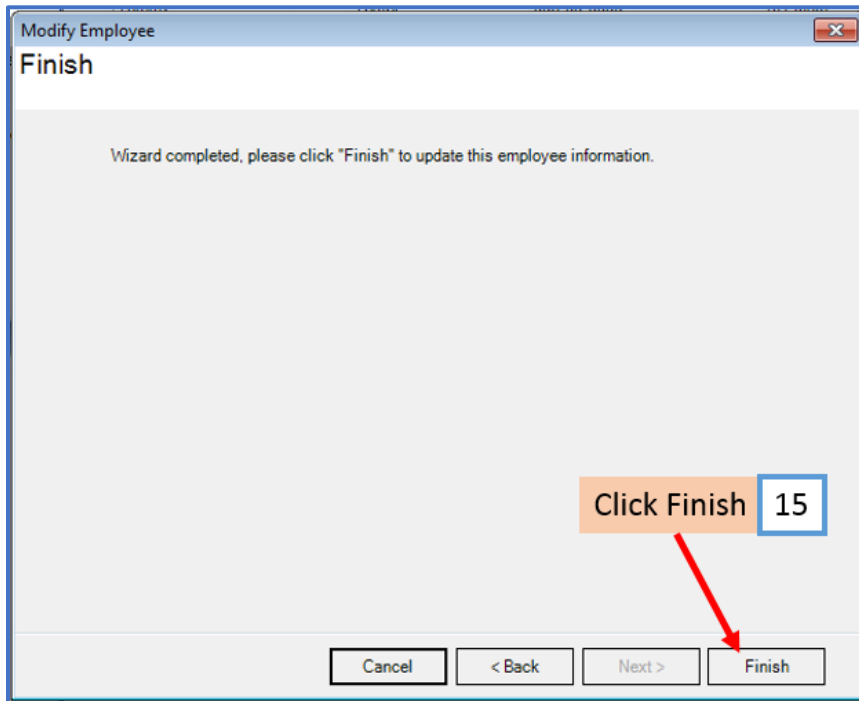 Modify Employee
Finish
Wizard completed, please click "Finish" to update this employee information.
Click Finish 15
Cancel < Back Next > Finish